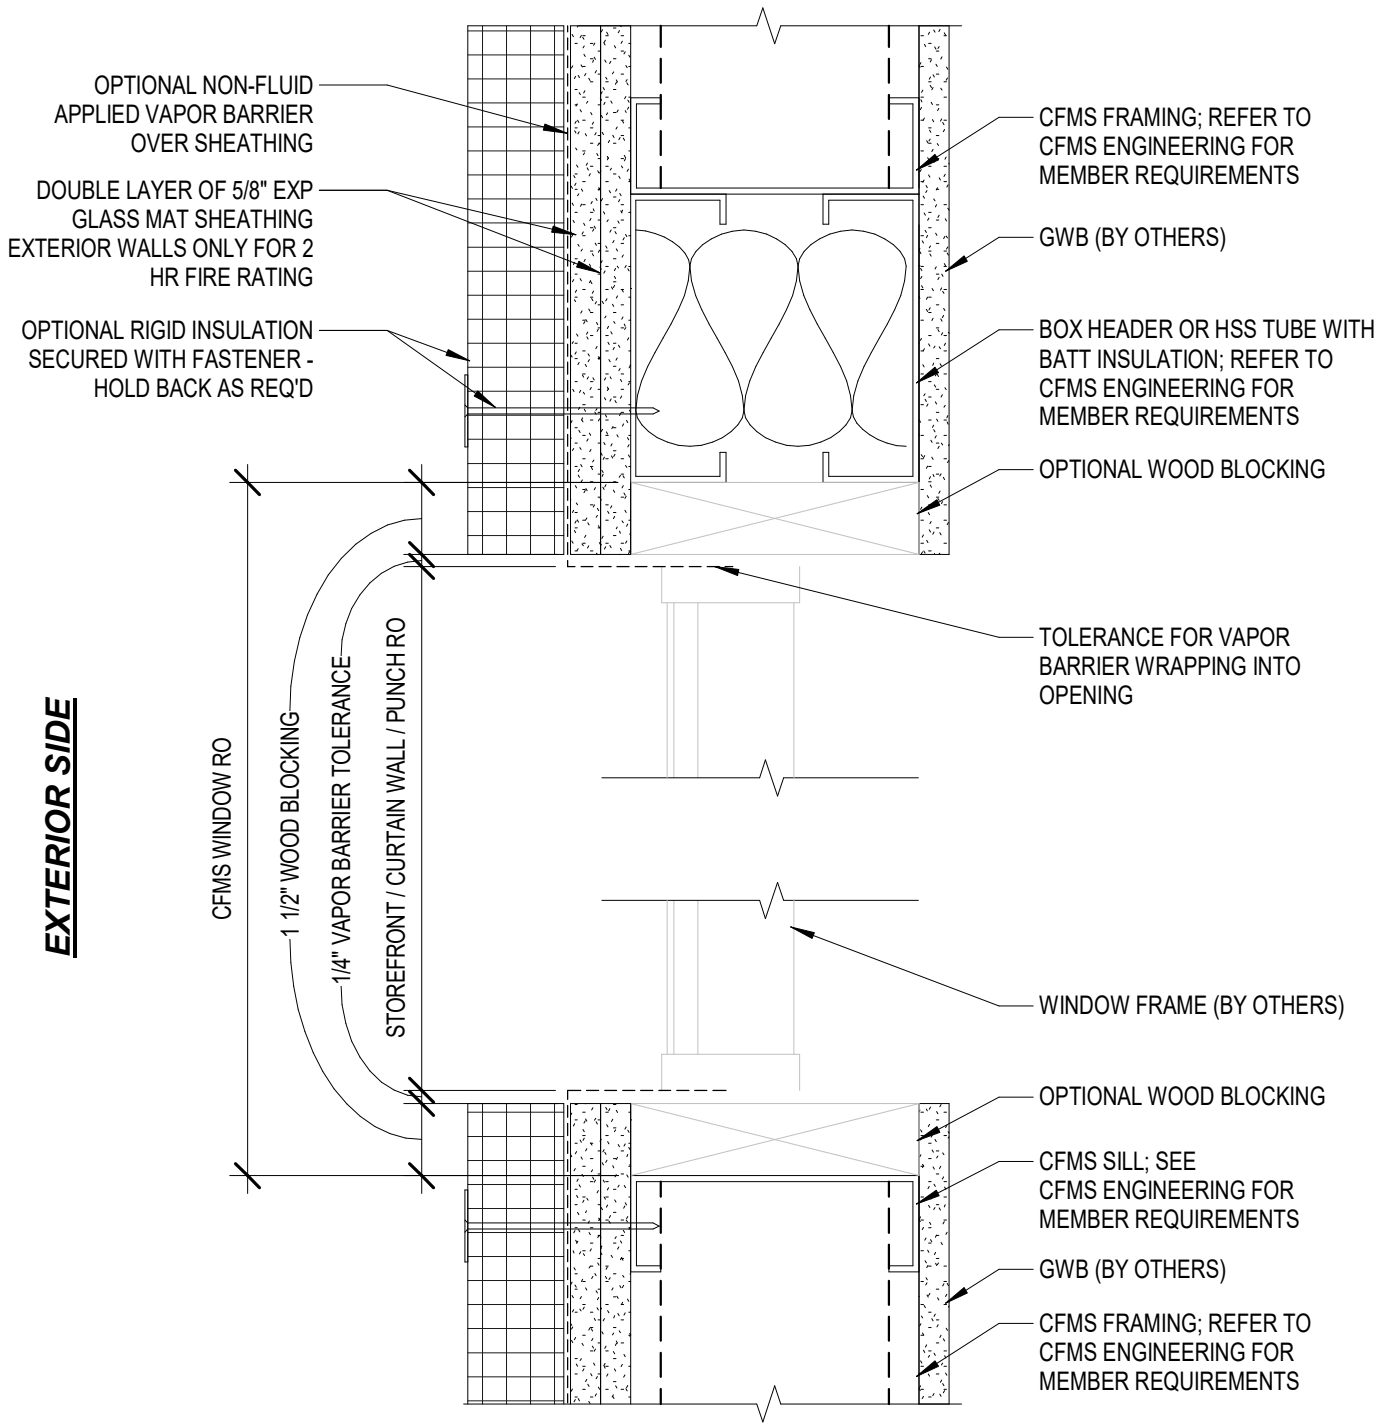 OPTIONAL NON-FLUID
APPLIED VAPOR BARRIER
OVER SHEATHING
DOUBLE LAYER OF 5/8" EXP
GLASS MAT SHEATHING
EXTERIOR WALLS ONLY FOR 2
HR FIRE RATING
OPTIONAL RIGID INSULATION
SECURED WITH FASTENER -
HOLD BACK AS REQ'D
CFMS FRAMING; REFER TO
CFMS ENGINEERING FOR
MEMBER REQUIREMENTS
GWB (BY OTHERS)
BOX HEADER OR HSS TUBE WITH
BATT INSULATION; REFER TO
CFMS ENGINEERING FOR
MEMBER REQUIREMENTS
OPTIONAL WOOD BLOCKING
TOLERANCE FOR VAPOR
BARRIER WRAPPING INTO
OPENING
EXTERIOR SIDE
CFMS WINDOW RO
1 1/2" WOOD BLOCKING
1/4" VAPOR BARRIER TOLERANCE
STOREFRONT / CURTAIN WALL / PUNCH RO
WINDOW FRAME (BY OTHERS)
OPTIONAL WOOD BLOCKING
CFMS SILL; SEE
CFMS ENGINEERING FOR
MEMBER REQUIREMENTS
GWB (BY OTHERS)
CFMS FRAMING; REFER TO
CFMS ENGINEERING FOR
MEMBER REQUIREMENTS